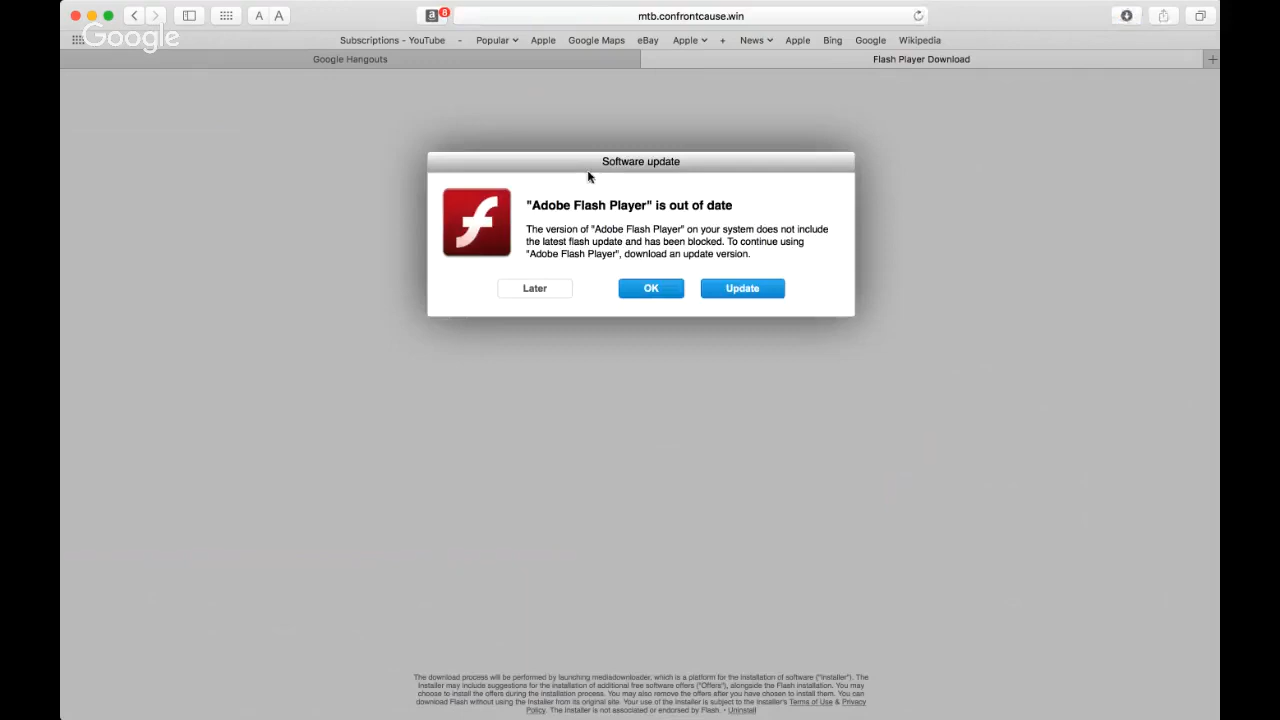 mtb.confrontcause.win
A A
a 8
Google
Subscriptions - YouTube - Popular Apple Google Maps eBay Apple + News Apple Bing Google Wikipedia
Google Hangouts Flash Player Download +
Software update
"Adobe Flash Player" is out of date
The version of "Adobe Flash Player" on your system does not include
the latest flash update and has been blocked. To continue using
"Adobe Flash Player", download an update version.
Later OK Update
The download process will be performed by launching mediadownloader, which is a platform for the installation of software ("Installer"). The
Installer may include suggestions for the installation of additional free software offers ("Offers"), alongside the Flash installation. You may
choose to install the offers during the installation process. You may also remove the offers after you have chosen to install them. You can
download Flash without using the Installer from its original site. Your use of the Installer is subject to the Installer's Terms of Use & Privacy
Policy. The Installer is not associated or endorsed by Flash. • Uninstall